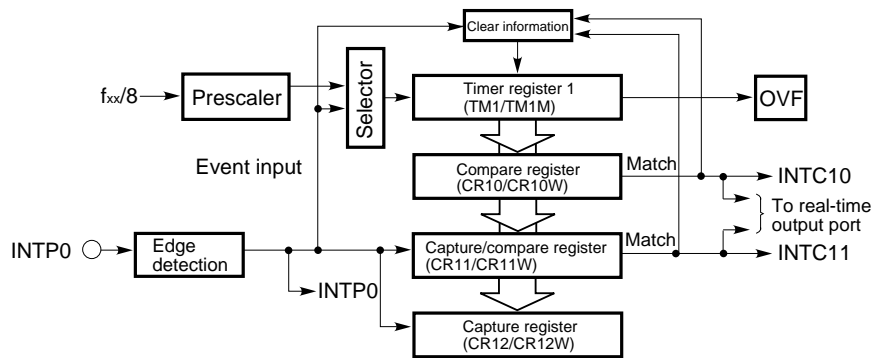 Clear information
fxx/8
Prescaler
Selector
Timer register 1
(TM1/TM1M)
OVF
Event input
Compare register
(CR10/CR10W)
Match
INTC10
To real-time
output port
INTP0
Edge
detection
Capture/compare register
(CR11/CR11W)
Match
INTC11
INTP0
Capture register
(CR12/CR12W)